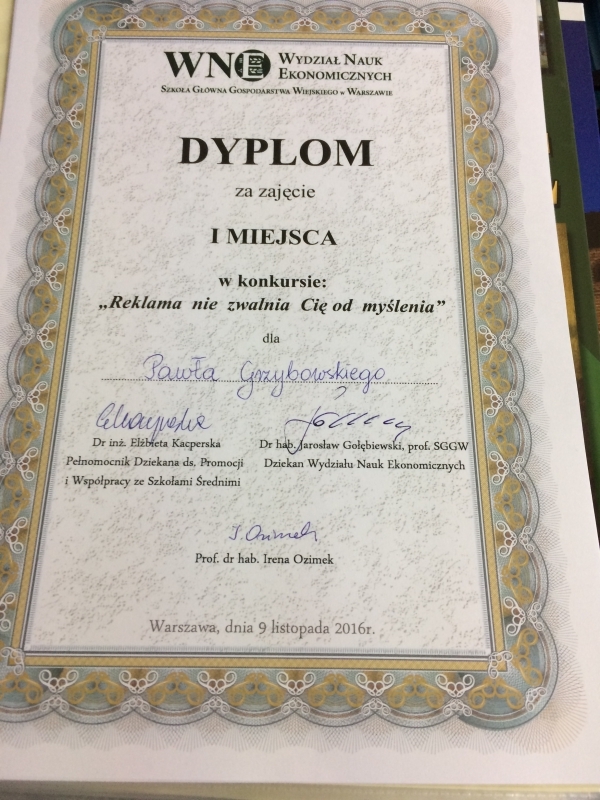 WNE WYDZIAŁ NAUK
EKONOMICZNYCH
SZKOŁA GŁÓWNA GOSPODARSTWA WIEJSKIEGO W WARSZAWIE
DYPLOM
za zajęcie
I MIEJSCA
w konkursie:
„Reklama nie zwalnia Cię od myślenia”
dla
Pawła Grzybowskiego
Dr inż. Elżbieta Kacperska
Pełnomocnik Dziekana ds. Promocji
i Współpracy ze Szkołami Średnimi
Dr hab. Jarosław Gołębiewski, prof. SGGW
Dziekan Wydziału Nauk Ekonomicznych
I. Ozimek
Prof. dr hab. Irena Ozimek
Warszawa, dnia 9 listopada 2016r.